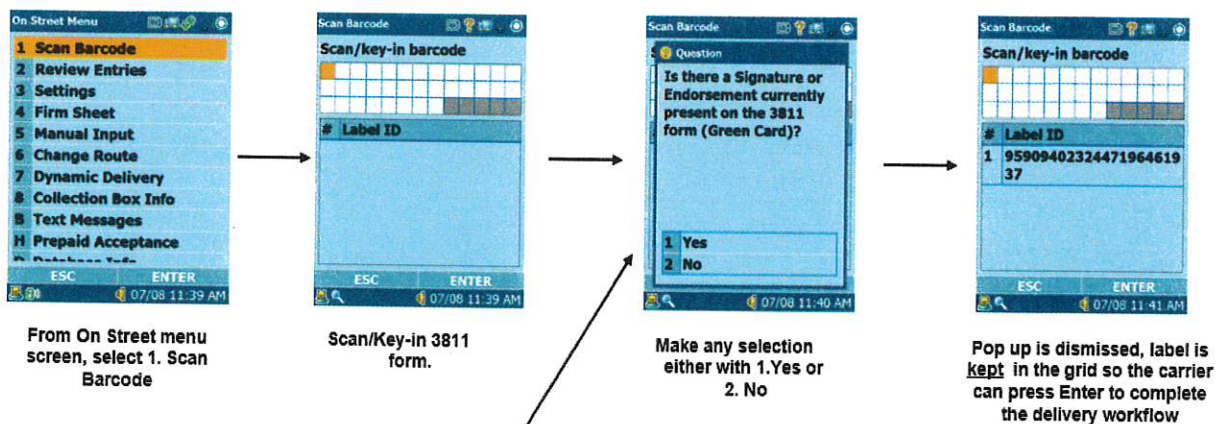 On Street Menu
1 Scan Barcode
2 Review Entries
3 Settings
4 Firm Sheet
5 Manual Input
6 Change Route
7 Dynamic Delivery
8 Collection Box Info
B Text Messages
H Prepaid Acceptance
D Database Info
ESC ENTER
07/08 11:39 AM
From On Street menu
screen, select 1. Scan
Barcode
Scan Barcode
Scan/key-in barcode
# Label ID
ESC ENTER
07/08 11:39 AM
Scan/Key-in 3811
form.
Scan Barcode
Question
Is there a Signature or
Endorsement currently
present on the 3811
form (Green Card)?
1 Yes
2 No
07/08 11:40 AM
Make any selection
either with 1.Yes or
2. No
Scan Barcode
Scan/key-in barcode
# Label ID
1 95909402324471964619
37
ESC ENTER
07/08 11:41 AM
Pop up is dismissed, label is
kept in the grid so the carrier
can press Enter to complete
the delivery workflow